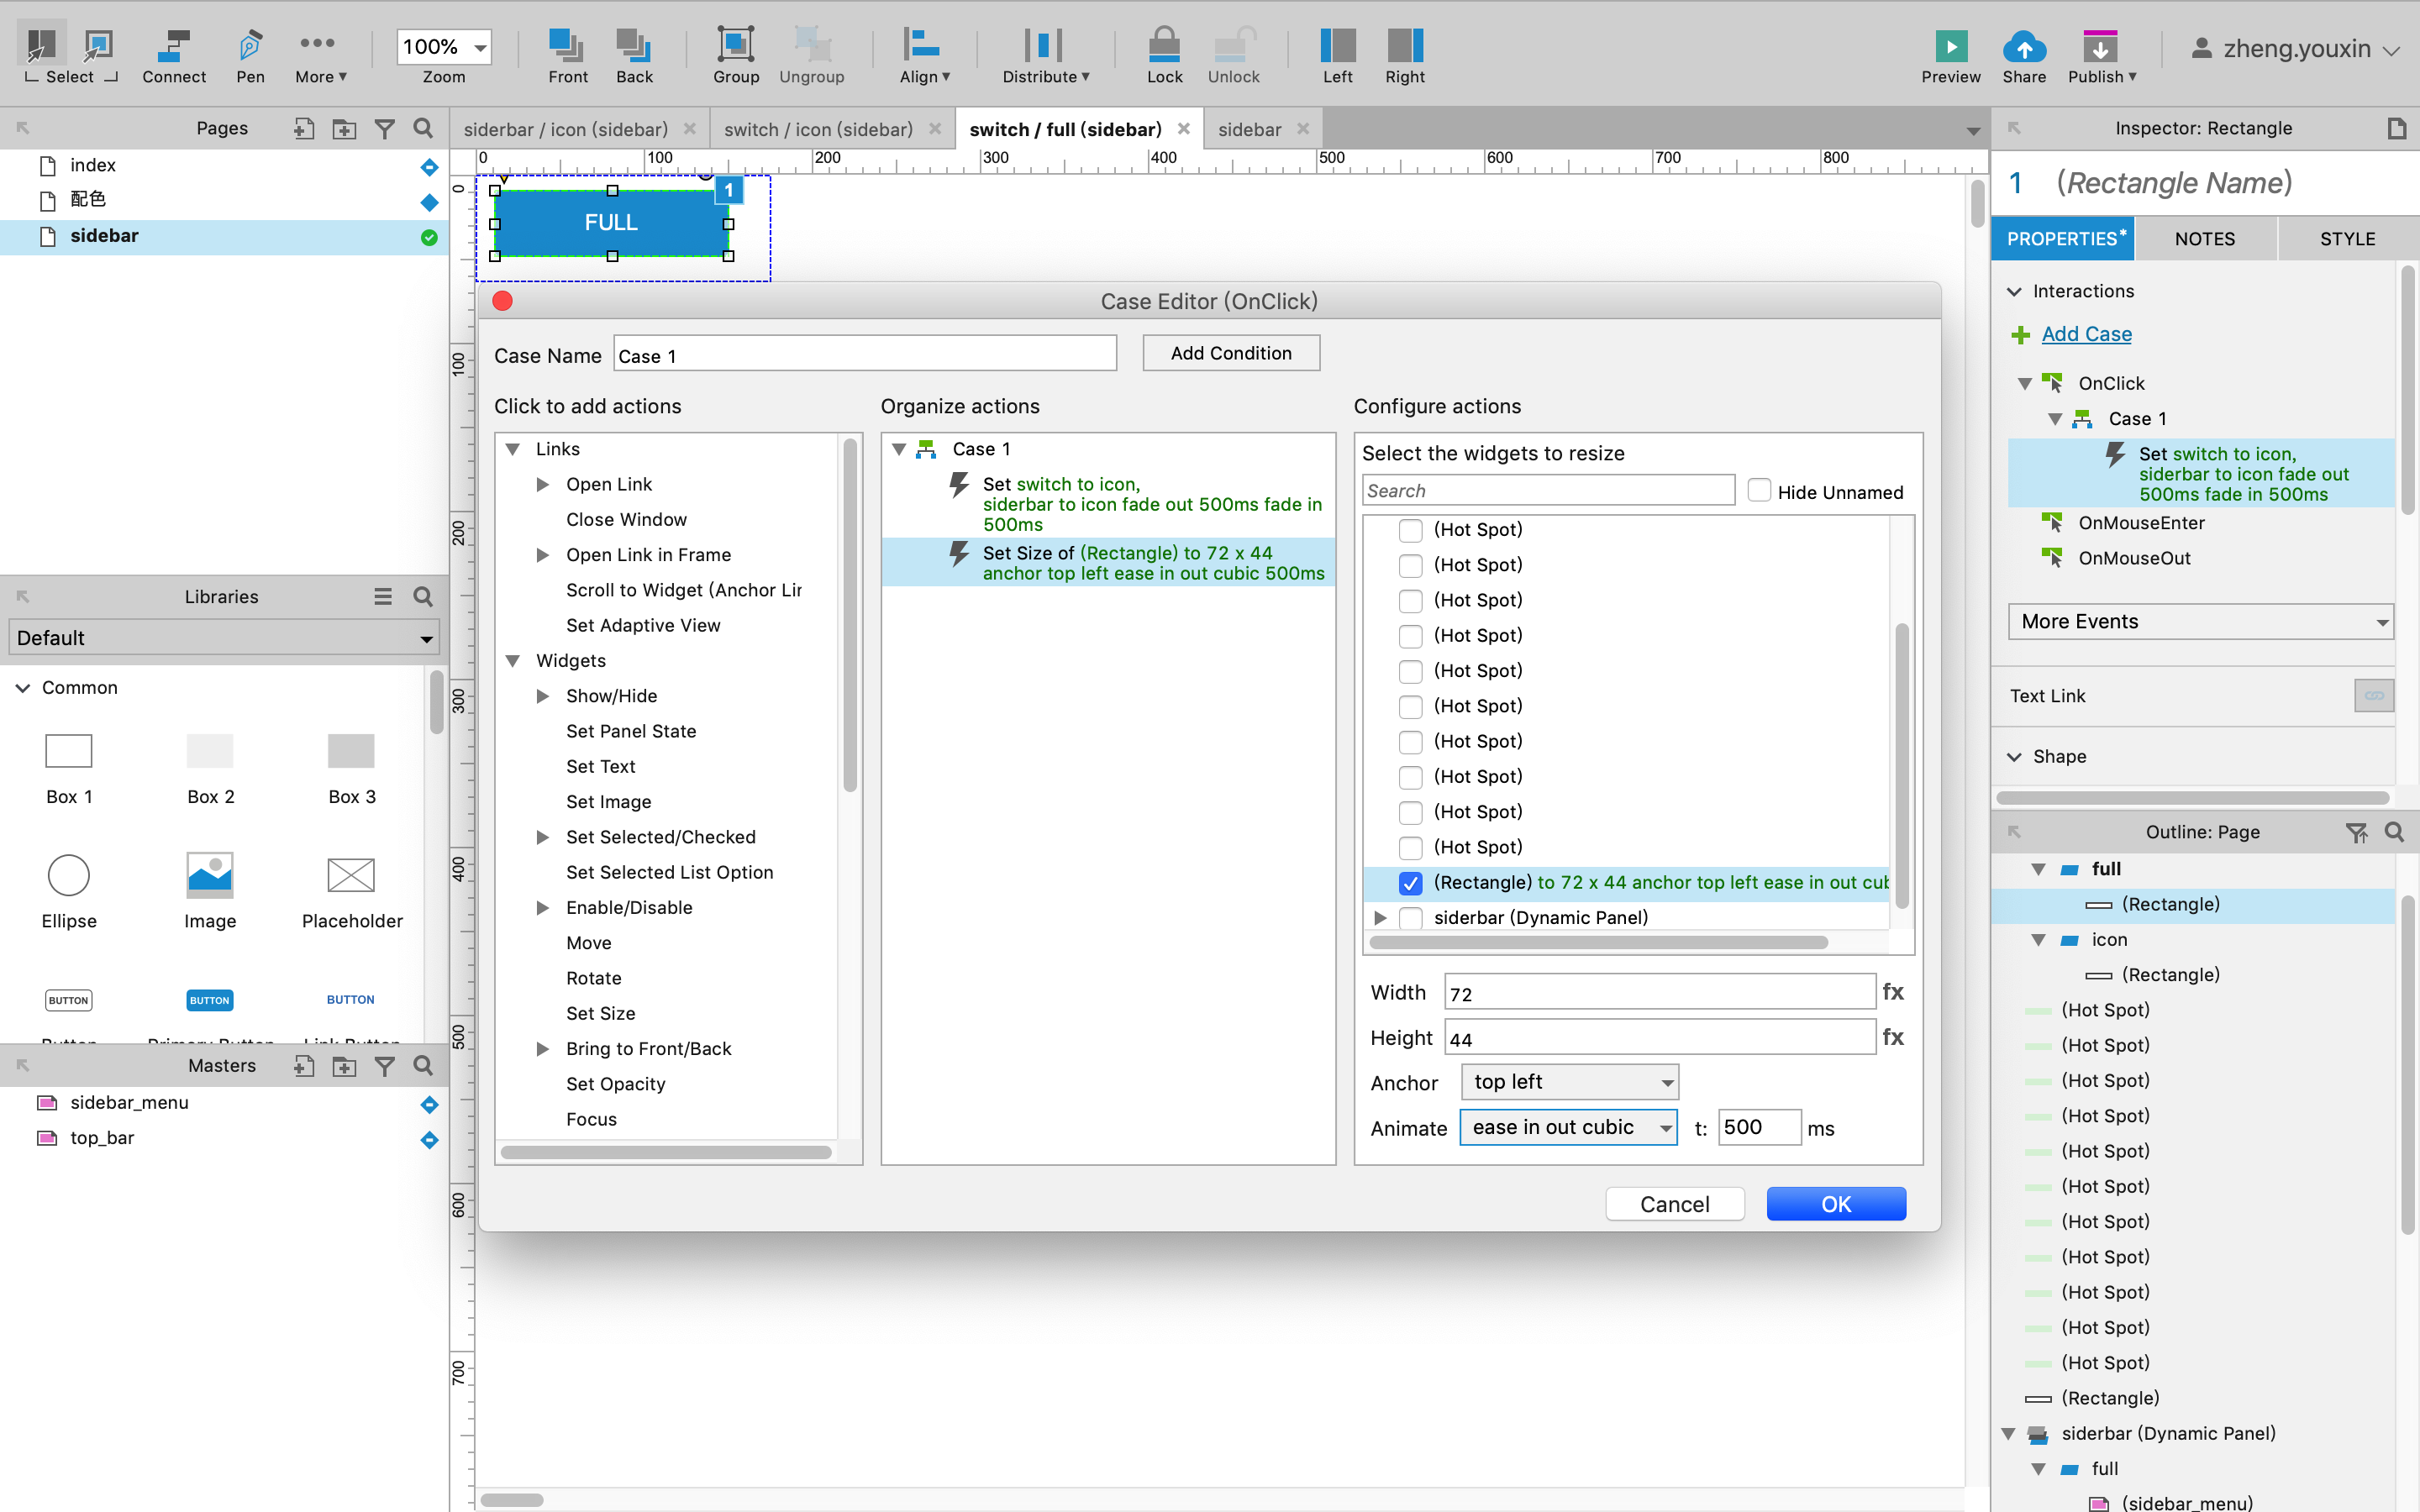 Select
Connect
Pen
More ▾
100%
Zoom
Front
Back
Group
Ungroup
Align ▾
Distribute ▾
Lock
Unlock
Left
Right
Preview
Share
Publish ▾
zheng.youxin
Pages
index
配色
sidebar
siderbar / icon (sidebar)
switch / icon (sidebar)
switch / full (sidebar)
sidebar
0 100 200 300 400 500 600 700 800
0
100
200
300
400
500
600
700
FULL
1
Libraries
Default
Common
Box 1
Box 2
Box 3
Ellipse
Image
Placeholder
BUTTON
BUTTON
BUTTON
Button
Primary Button
Link Button
Masters
sidebar_menu
top_bar
Case Editor (OnClick)
Case Name
Case 1
Add Condition
Click to add actions
Links
Open Link
Close Window
Open Link in Frame
Scroll to Widget (Anchor Lir
Set Adaptive View
Widgets
Show/Hide
Set Panel State
Set Text
Set Image
Set Selected/Checked
Set Selected List Option
Enable/Disable
Move
Rotate
Set Size
Bring to Front/Back
Set Opacity
Focus
Organize actions
Case 1
Set switch to icon,
siderbar to icon fade out 500ms fade in
500ms
Set Size of (Rectangle) to 72 x 44
anchor top left ease in out cubic 500ms
Configure actions
Select the widgets to resize
Search
Hide Unnamed
(Hot Spot)
(Hot Spot)
(Hot Spot)
(Hot Spot)
(Hot Spot)
(Hot Spot)
(Hot Spot)
(Hot Spot)
(Hot Spot)
(Hot Spot)
(Rectangle) to 72 x 44 anchor top left ease in out cub
siderbar (Dynamic Panel)
Width
72
fx
Height
44
fx
Anchor
top left
Animate
ease in out cubic
t:
500
ms
Cancel
OK
Inspector: Rectangle
1
(Rectangle Name)
PROPERTIES*
NOTES
STYLE
Interactions
Add Case
OnClick
Case 1
Set switch to icon,
siderbar to icon fade out
500ms fade in 500ms
OnMouseEnter
OnMouseOut
More Events
Text Link
Shape
Outline: Page
full
(Rectangle)
icon
(Rectangle)
(Hot Spot)
(Hot Spot)
(Hot Spot)
(Hot Spot)
(Hot Spot)
(Hot Spot)
(Hot Spot)
(Hot Spot)
(Hot Spot)
(Hot Spot)
(Hot Spot)
(Rectangle)
siderbar (Dynamic Panel)
full
(sidebar_menu)